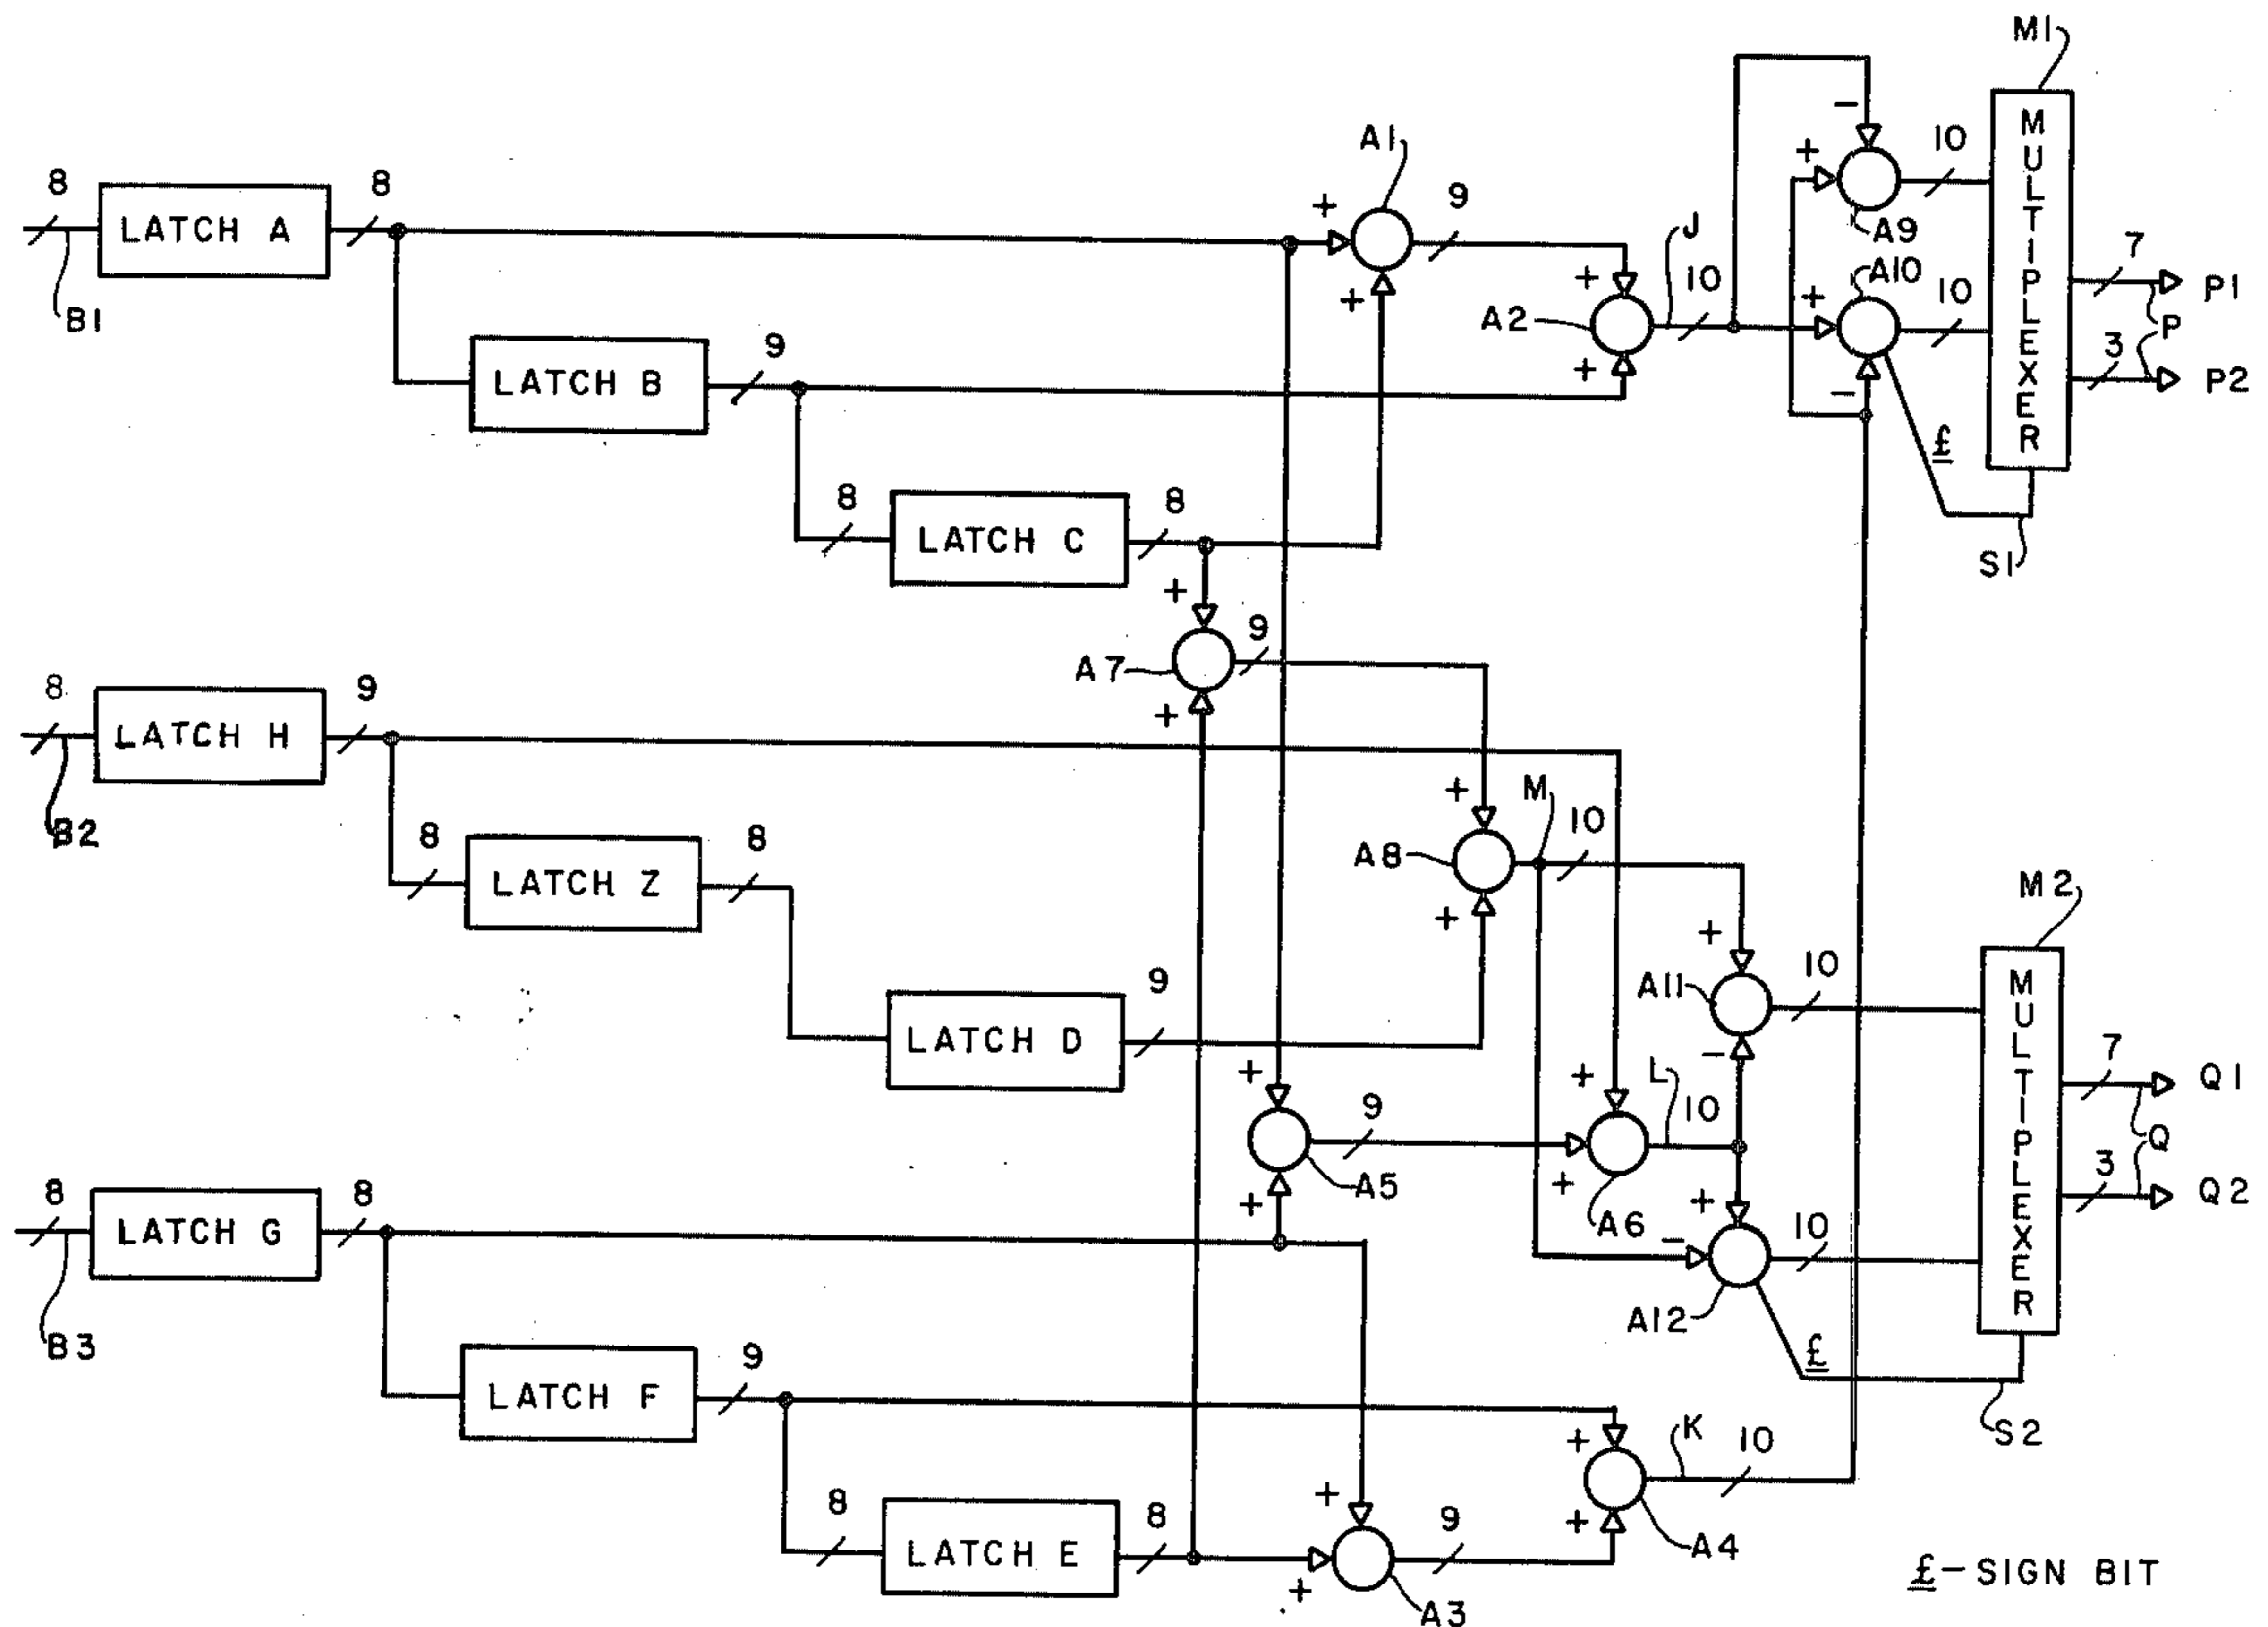 M1
A1
8
LATCH A
8
B1
+
+
9
-
+
A9
10
A10
10
MULTIPLEXER
7
P1
P
3
P2
+
-
£
S1
LATCH B
9
A2
+
+
J
10
8
LATCH C
8
+
A7
+
9
8
LATCH H
9
B2
8
LATCH Z
8
A8
+
+
M
10
LATCH D
9
+
A5
+
9
+
+
A6
L
10
A11
+
-
10
M2
MULTIPLEXER
7
Q1
Q
3
Q2
+
-
A12
10
£
S2
8
LATCH G
8
B3
LATCH F
9
8
LATCH E
8
+
+
A3
9
+
+
A4
K
10
£-SIGN BIT